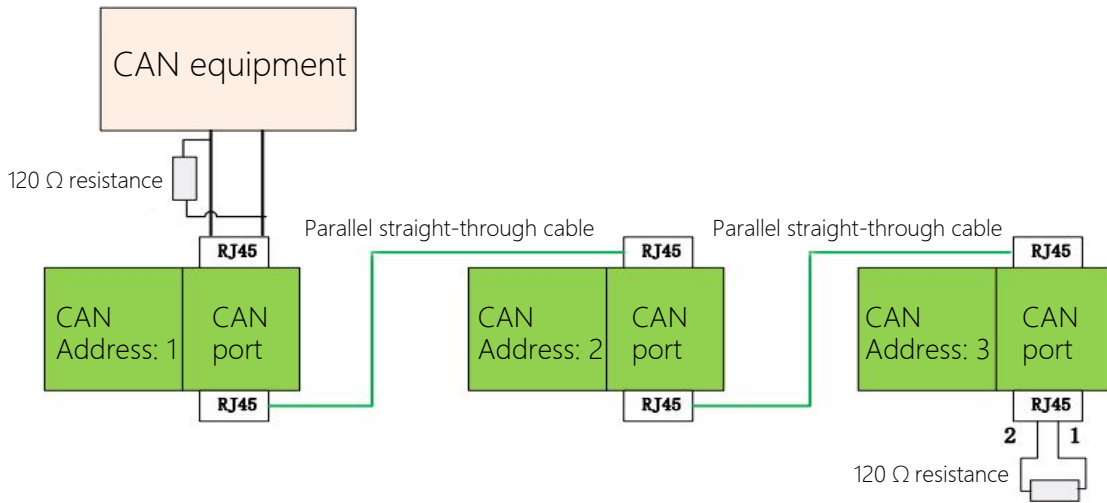 CAN equipment
120 Ω resistance
Parallel straight-through cable
Parallel straight-through cable
RJ45
RJ45
RJ45
CAN
Address: 1
CAN
port
CAN
Address: 2
CAN
port
CAN
Address: 3
CAN
port
RJ45
RJ45
RJ45
2
1
120 Ω resistance